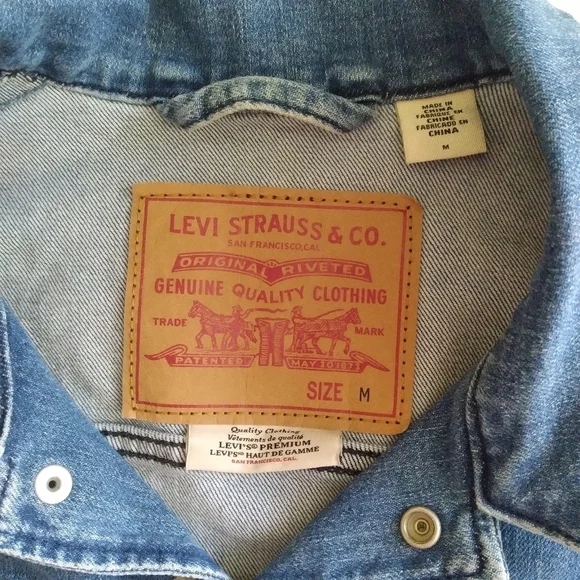 MADE IN
CHINA
FABRIQUE EN
CHINE
FABRICADO EN
CHINA
M
LEVI STRAUSS & CO.
SAN FRANCISCO, CAL
ORIGINAL RIVETED
GENUINE QUALITY CLOTHING
TRADE MARK
PATENTED MAY 20 1873
SIZE M
Quality Clothing
Vêtements de qualité
LEVI'S® PREMIUM
LEVI'S® HAUT DE GAMME
SAN FRANCISCO, CAL.